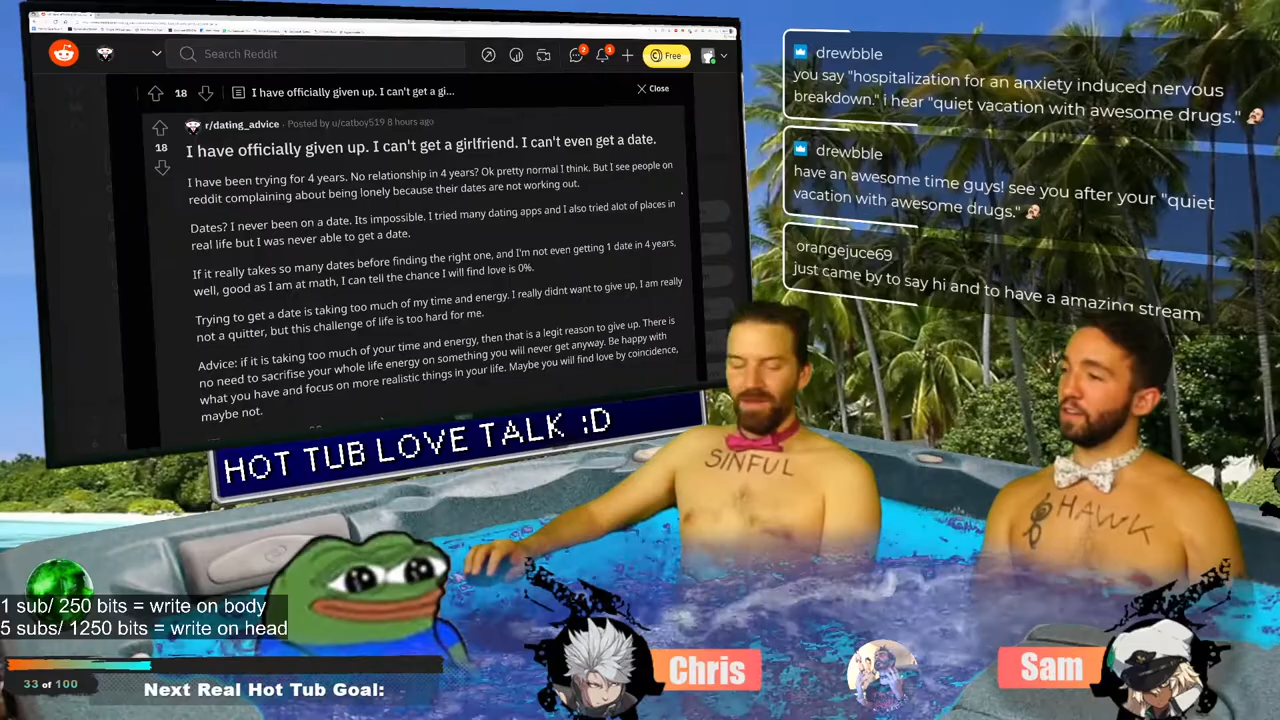 Search Reddit
2
3
Free
18
I have officially given up. I can't get a gi...
Close
r/dating_advice · Posted by u/catboy519 8 hours ago
18
I have officially given up. I can't get a girlfriend. I can't even get a date.
I have been trying for 4 years. No relationship in 4 years? Ok pretty normal I think. But I see people on
reddit complaining about being lonely because their dates are not working out.
Dates? I never been on a date. Its impossible. I tried many dating apps and I also tried alot of places in
real life but I was never able to get a date.
If it really takes so many dates before finding the right one, and I'm not even getting 1 date in 4 years,
well, good as I am at math, I can tell the chance I will find love is 0%.
Trying to get a date is taking too much of my time and energy. I really didnt want to give up, I am really
not a quitter, but this challenge of life is too hard for me.
Advice: if it is taking too much of your time and energy, then that is a legit reason to give up. There is
no need to sacrifise your whole life energy on something you will never get anyway. Be happy with
what you have and focus on more realistic things in your life. Maybe you will find love by coincidence,
maybe not.
HOT TUB LOVE TALK :D
drewbble
you say "hospitalization for an anxiety induced nervous
breakdown." i hear "quiet vacation with awesome drugs."
drewbble
have an awesome time guys! see you after your "quiet
vacation with awesome drugs."
orangejuce69
just came by to say hi and to have a amazing stream
SINFUL
HAWK
1 sub/ 250 bits = write on body
5 subs/ 1250 bits = write on head
33 of 100
Next Real Hot Tub Goal:
Chris
Sam